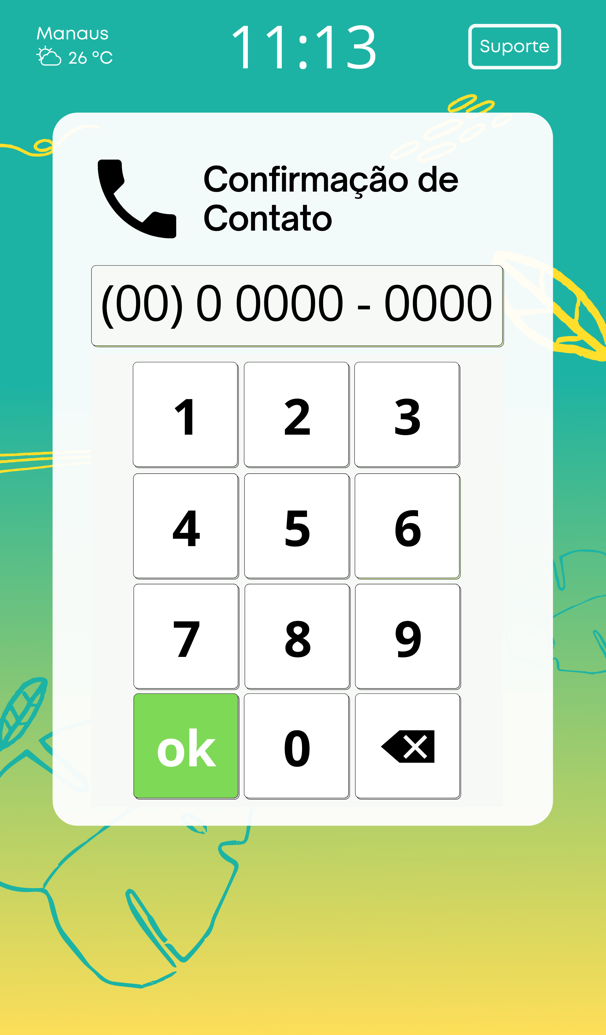 Manaus
26 °C
11:13
Suporte
Confirmação de
Contato
(00) 0 0000 - 0000
1 2 3
4 5 6
7 8 9
ok 0